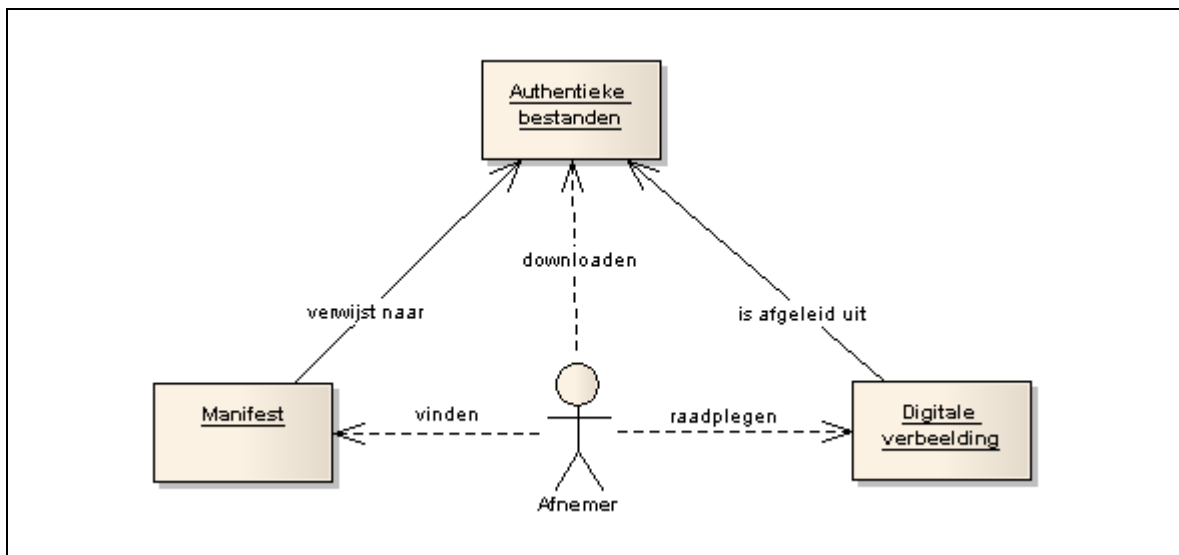 Authentieke
bestanden
downloaden
verwijst naar
is afgeleid uit
Manifest
vinden
raadplegen
Digitale
verbeelding
Afnemer